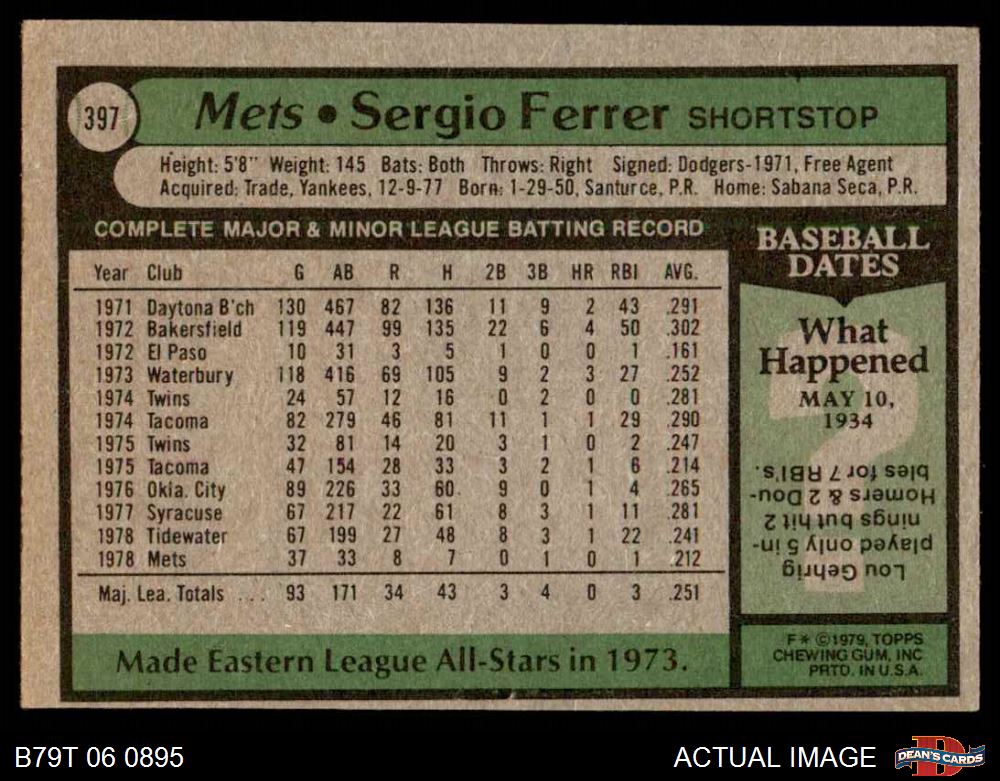 397
Mets • Sergio Ferrer SHORTSTOP
Height: 5'8" Weight: 145 Bats: Both Throws: Right Signed: Dodgers-1971, Free Agent
Acquired: Trade, Yankees, 12-9-77 Born: 1-29-50, Santurce, P.R. Home: Sabana Seca, P.R.
COMPLETE MAJOR & MINOR LEAGUE BATTING RECORD
Year Club G AB R H 2B 3B HR RBI AVG.
1971 Daytona B'ch 130 467 82 136 11 9 2 43 .291
1972 Bakersfield 119 447 99 135 22 6 4 50 .302
1972 El Paso 10 31 3 5 1 0 0 1 .161
1973 Waterbury 118 416 69 105 9 2 3 27 .252
1974 Twins 24 57 12 16 0 2 0 0 .281
1974 Tacoma 82 279 46 81 11 1 1 29 .290
1975 Twins 32 81 14 20 3 1 0 2 .247
1975 Tacoma 47 154 28 33 3 2 1 6 .214
1976 Okla. City 89 226 33 60 9 0 1 4 .265
1977 Syracuse 67 217 22 61 8 3 1 11 .281
1978 Tidewater 67 199 27 48 8 3 1 22 .241
1978 Mets 37 33 8 7 0 1 0 1 .212
Maj. Lea. Totals ... 93 171 34 43 3 4 0 3 .251
Made Eastern League All-Stars in 1973.
BASEBALL
DATES
What
Happened
MAY 10,
1934
Lou Gehrig
played only 5 in-
nings but hit 2
Homers & 2 Dou-
bles for 7 RBI's.
F* ©1979, TOPPS
CHEWING GUM, INC
PRTD. IN U.S.A.
B79T 06 0895
ACTUAL IMAGE
D
DEAN'S CARDS